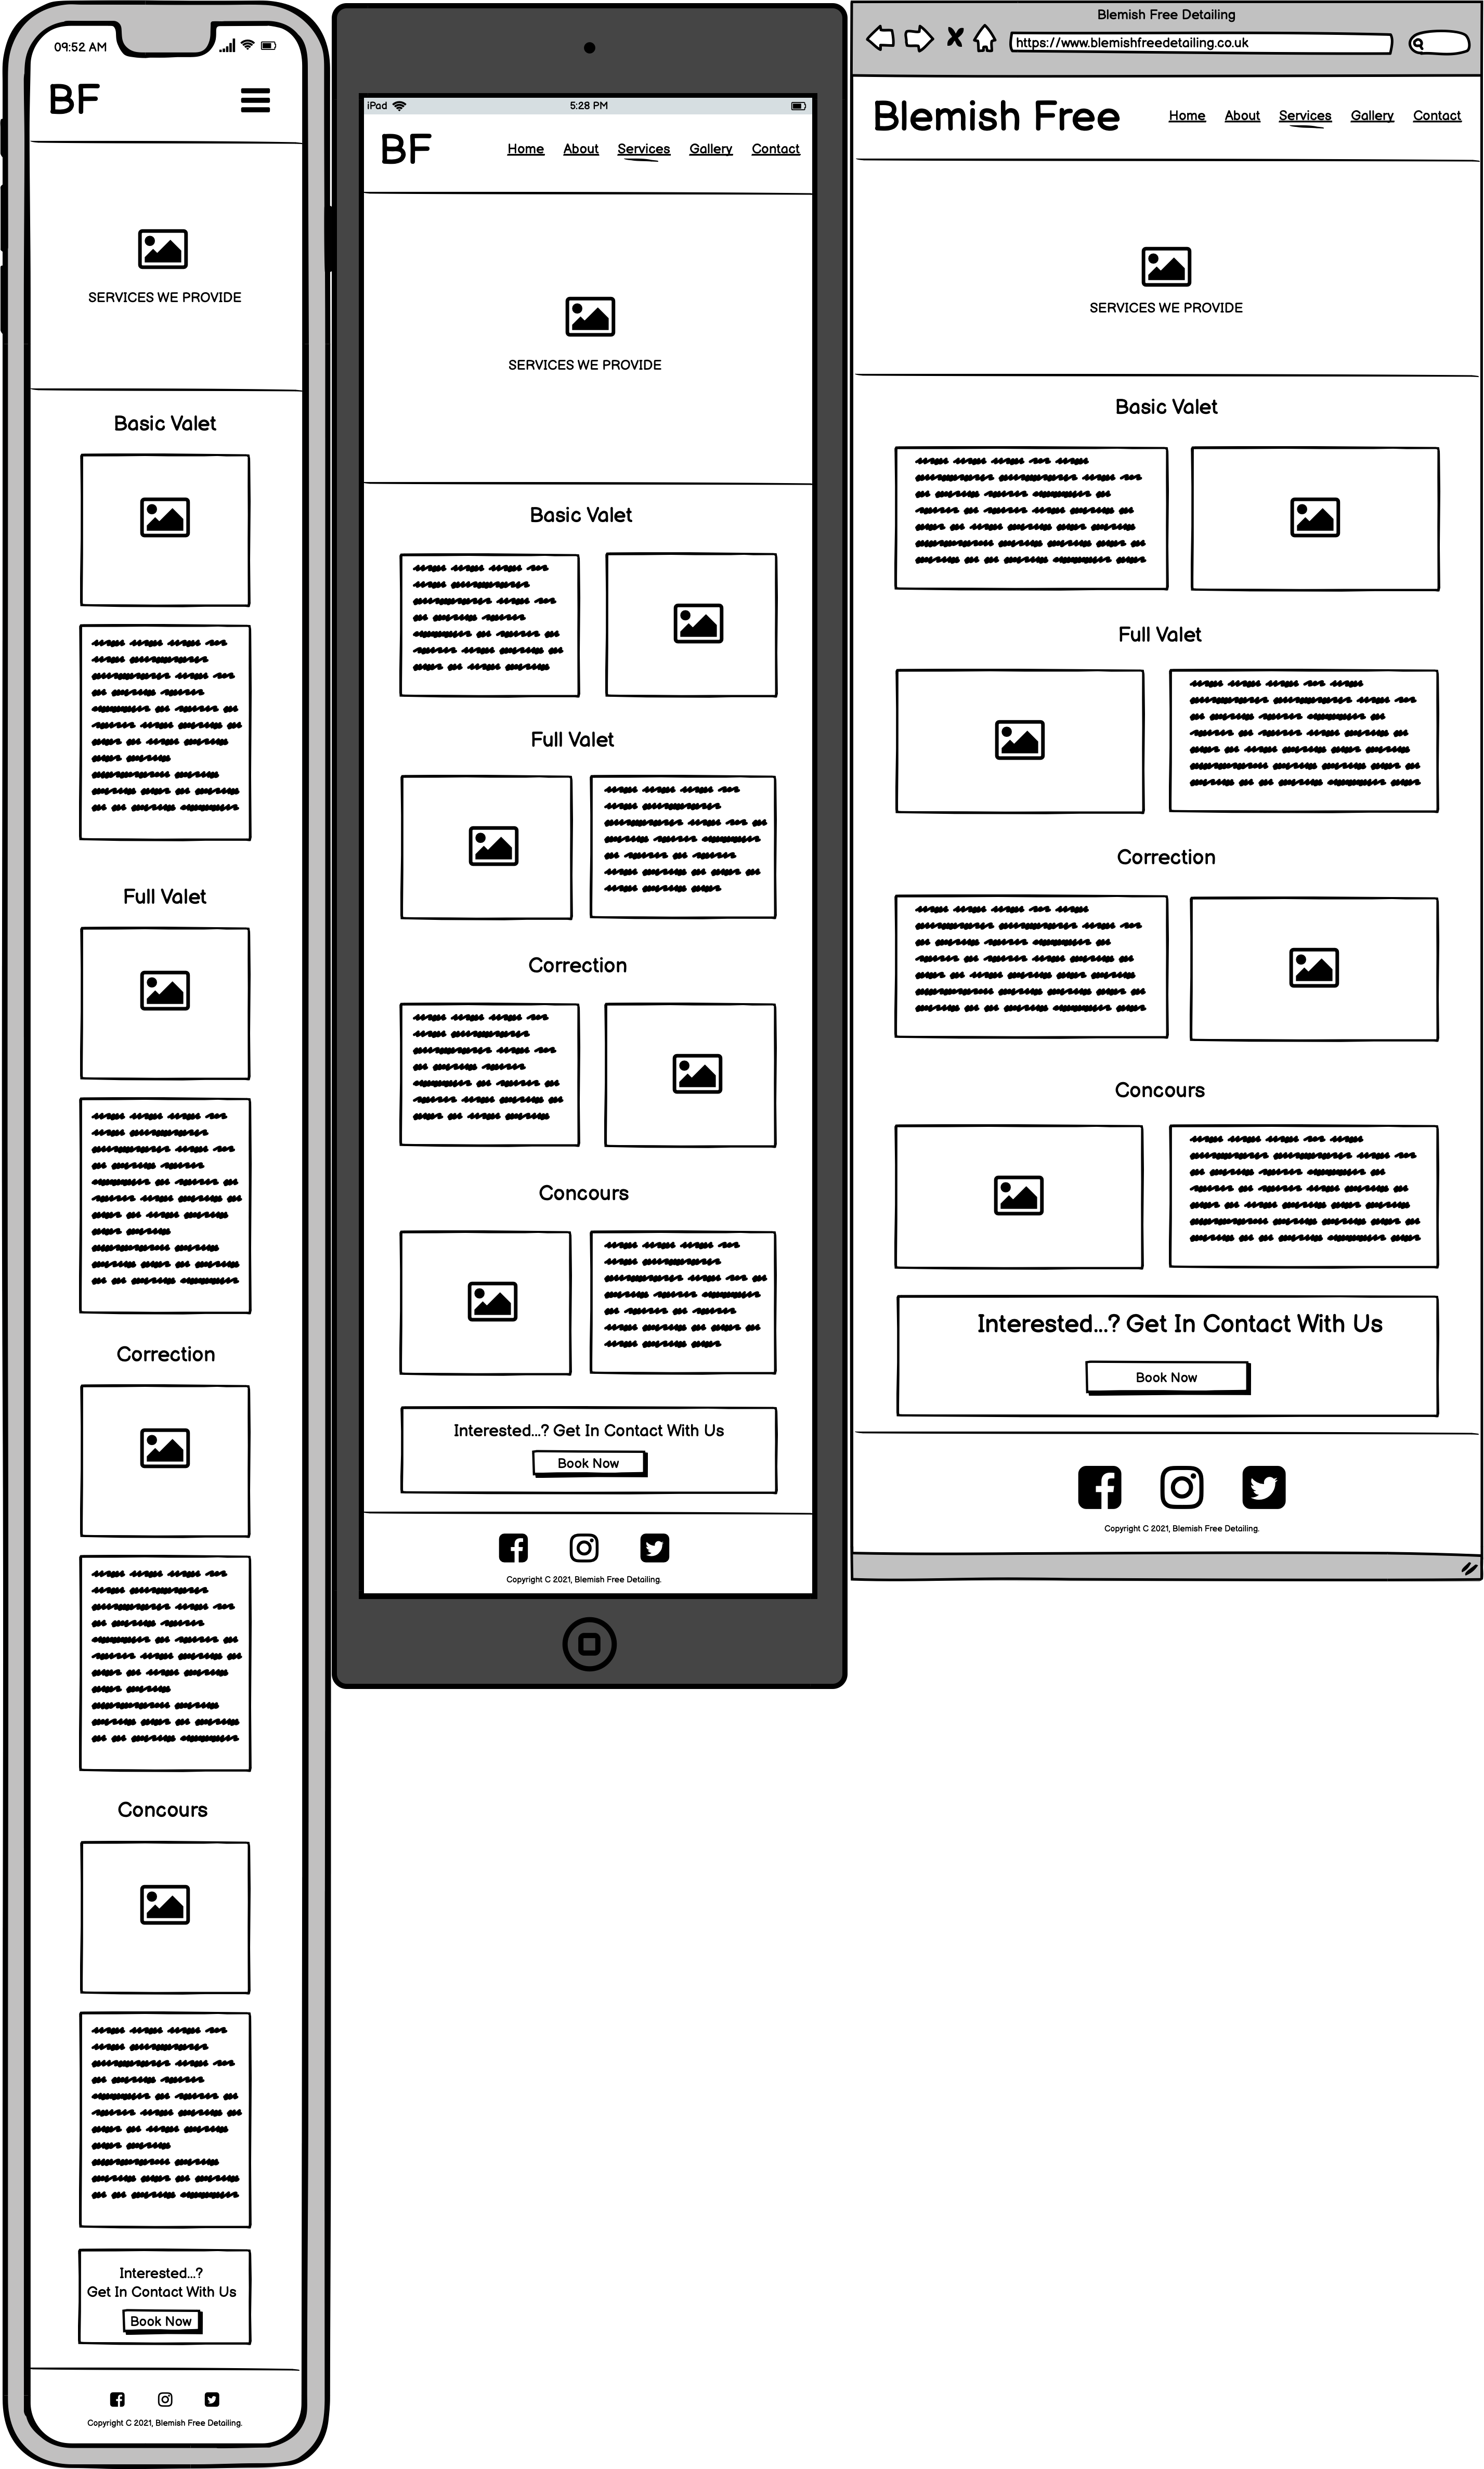 09:52 AM
BF
SERVICES WE PROVIDE
Basic Valet
Full Valet
Correction
Concours
Interested...?
Get In Contact With Us
Book Now
Copyright C 2021, Blemish Free Detailing.
iPad
5:28 PM
BF
Home About Services Gallery Contact
SERVICES WE PROVIDE
Basic Valet
Full Valet
Correction
Concours
Interested...? Get In Contact With Us
Book Now
Copyright C 2021, Blemish Free Detailing.
Blemish Free Detailing
https://www.blemishfreedetailing.co.uk
Blemish Free
Home About Services Gallery Contact
SERVICES WE PROVIDE
Basic Valet
Full Valet
Correction
Concours
Interested...? Get In Contact With Us
Book Now
Copyright C 2021, Blemish Free Detailing.